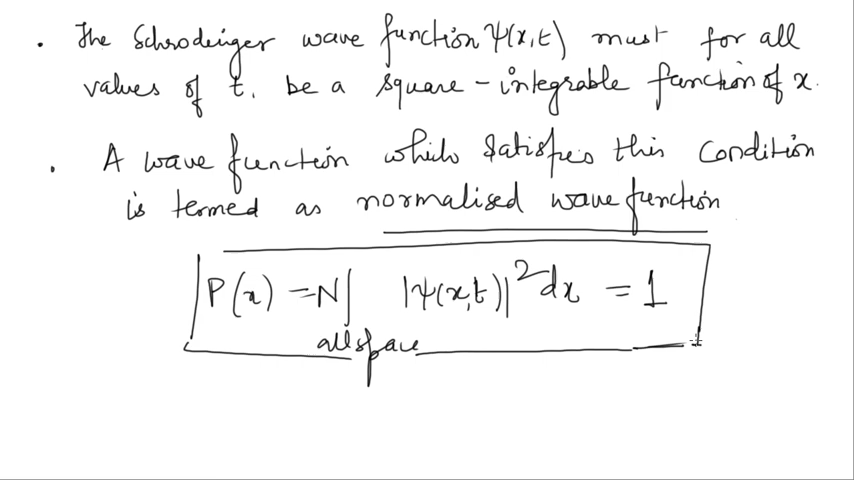 . The Schrodeinger wave function Ψ(x,t) must for all
values of t, be a square-integrable function of x.
. A wave function which satisfies this condition
is termed as normalised wave function
P(x) = N∫ |Ψ(x,t)|² dx = 1
all space